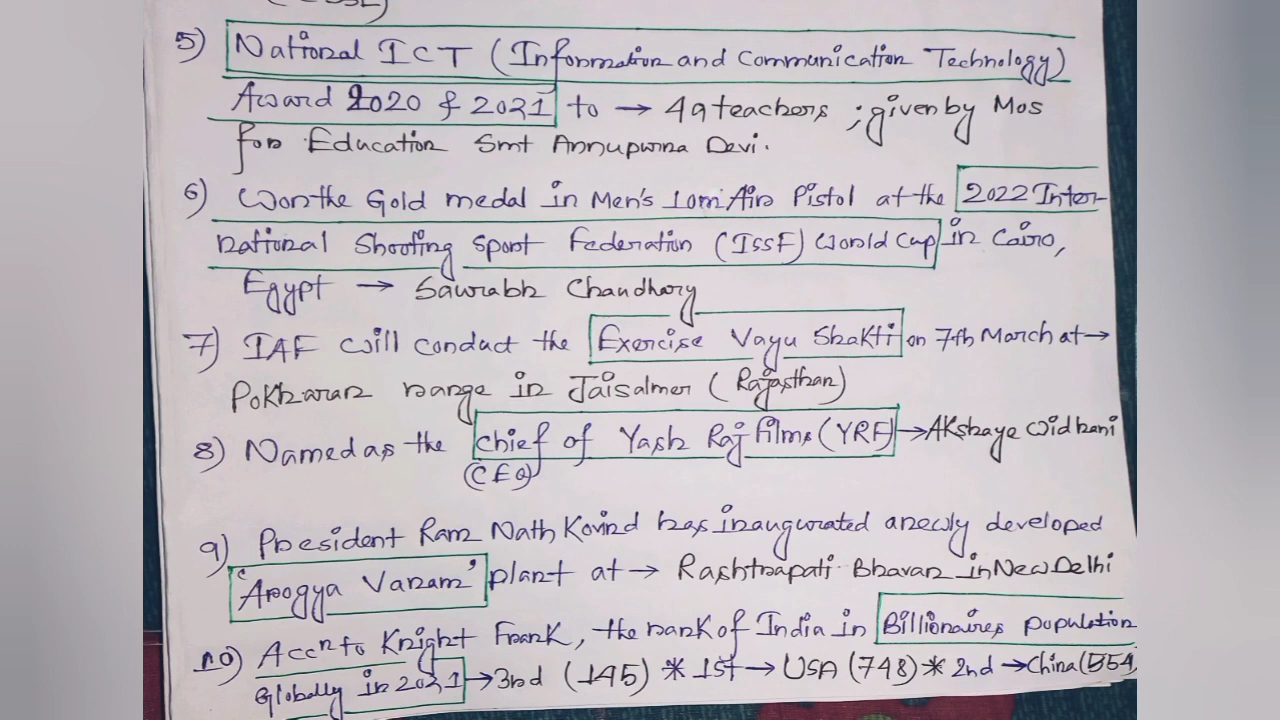 5) National ICT (Information and Communication Technology)
Award 2020 & 2021 to → 49 teachers ; given by Mos
for Education Smt Annupurna Devi.
6) Won the Gold medal in Men's 10m Air Pistol at the 2022 Inter-
national Shooting Sport Federation (ISSF) World Cup in Cairo,
Egypt → Saurabh Chaudhary
7) IAF will conduct the Exercise Vayu Shakti on 7th March at →
Pokharan range in Jaisalmer (Rajasthan)
8) Named as the chief of Yash Raj films (YRF) → Akshaye Widhani
(CEO)
9) President Ram Nath Kovind has inaugurated a newly developed
'Arogya Vanam' plant at → Rashtrapati Bhavan in New Delhi
10) Accn to Knight Frank, the rank of India in Billionaires population
Globally in 2021 → 3rd (145) * 1st → USA (748) * 2nd → China (554